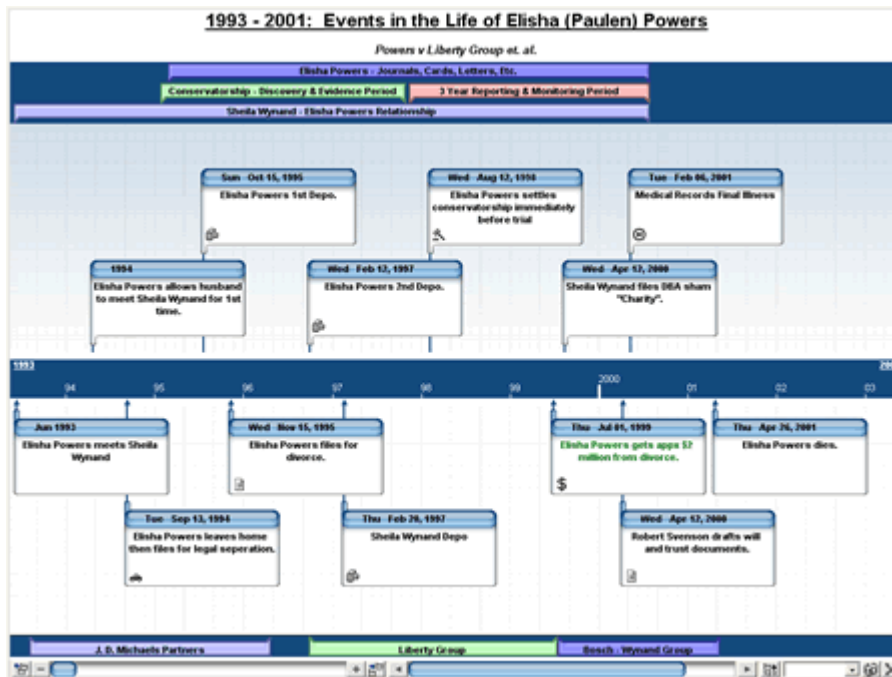 1993 - 2001: Events in the Life of Elisha (Paulen) Powers
Powers v Liberty Group et. al.
Elisha Powers - Journals, Cards, Letters, Etc.
Conservatorship - Discovery & Evidence Period
3 Year Reporting & Monitoring Period
Sheila Wynand - Elisha Powers Relationship
Sun Oct 15, 1995
Elisha Powers 1st Depo.
Wed Aug 12, 1998
Elisha Powers settles
conservatorship immediately
before trial
Tue Feb 06, 2001
Medical Records Final Illness
1994
Elisha Powers allows husband
to meet Sheila Wynand for 1st
time.
Wed Feb 12, 1997
Elisha Powers 2nd Depo.
Wed Apr 12, 2000
Sheila Wynand files DBA sham
"Charity".
1993
94
95
96
97
98
99
2000
01
02
03
Jun 1993
Elisha Powers meets Sheila
Wynand
Wed Nov 15, 1995
Elisha Powers files for
divorce.
Thu Jul 01, 1999
Elisha Powers gets apps $2
million from divorce.
Thu Apr 26, 2001
Elisha Powers dies.
Tue Sep 13, 1994
Elisha Powers leaves home
then files for legal seperation.
Thu Feb 20, 1997
Sheila Wynand Depo
Wed Apr 12, 2000
Robert Svenson drafts will
and trust documents.
J. D. Michaels Partners
Liberty Group
Bosch - Wynand Group